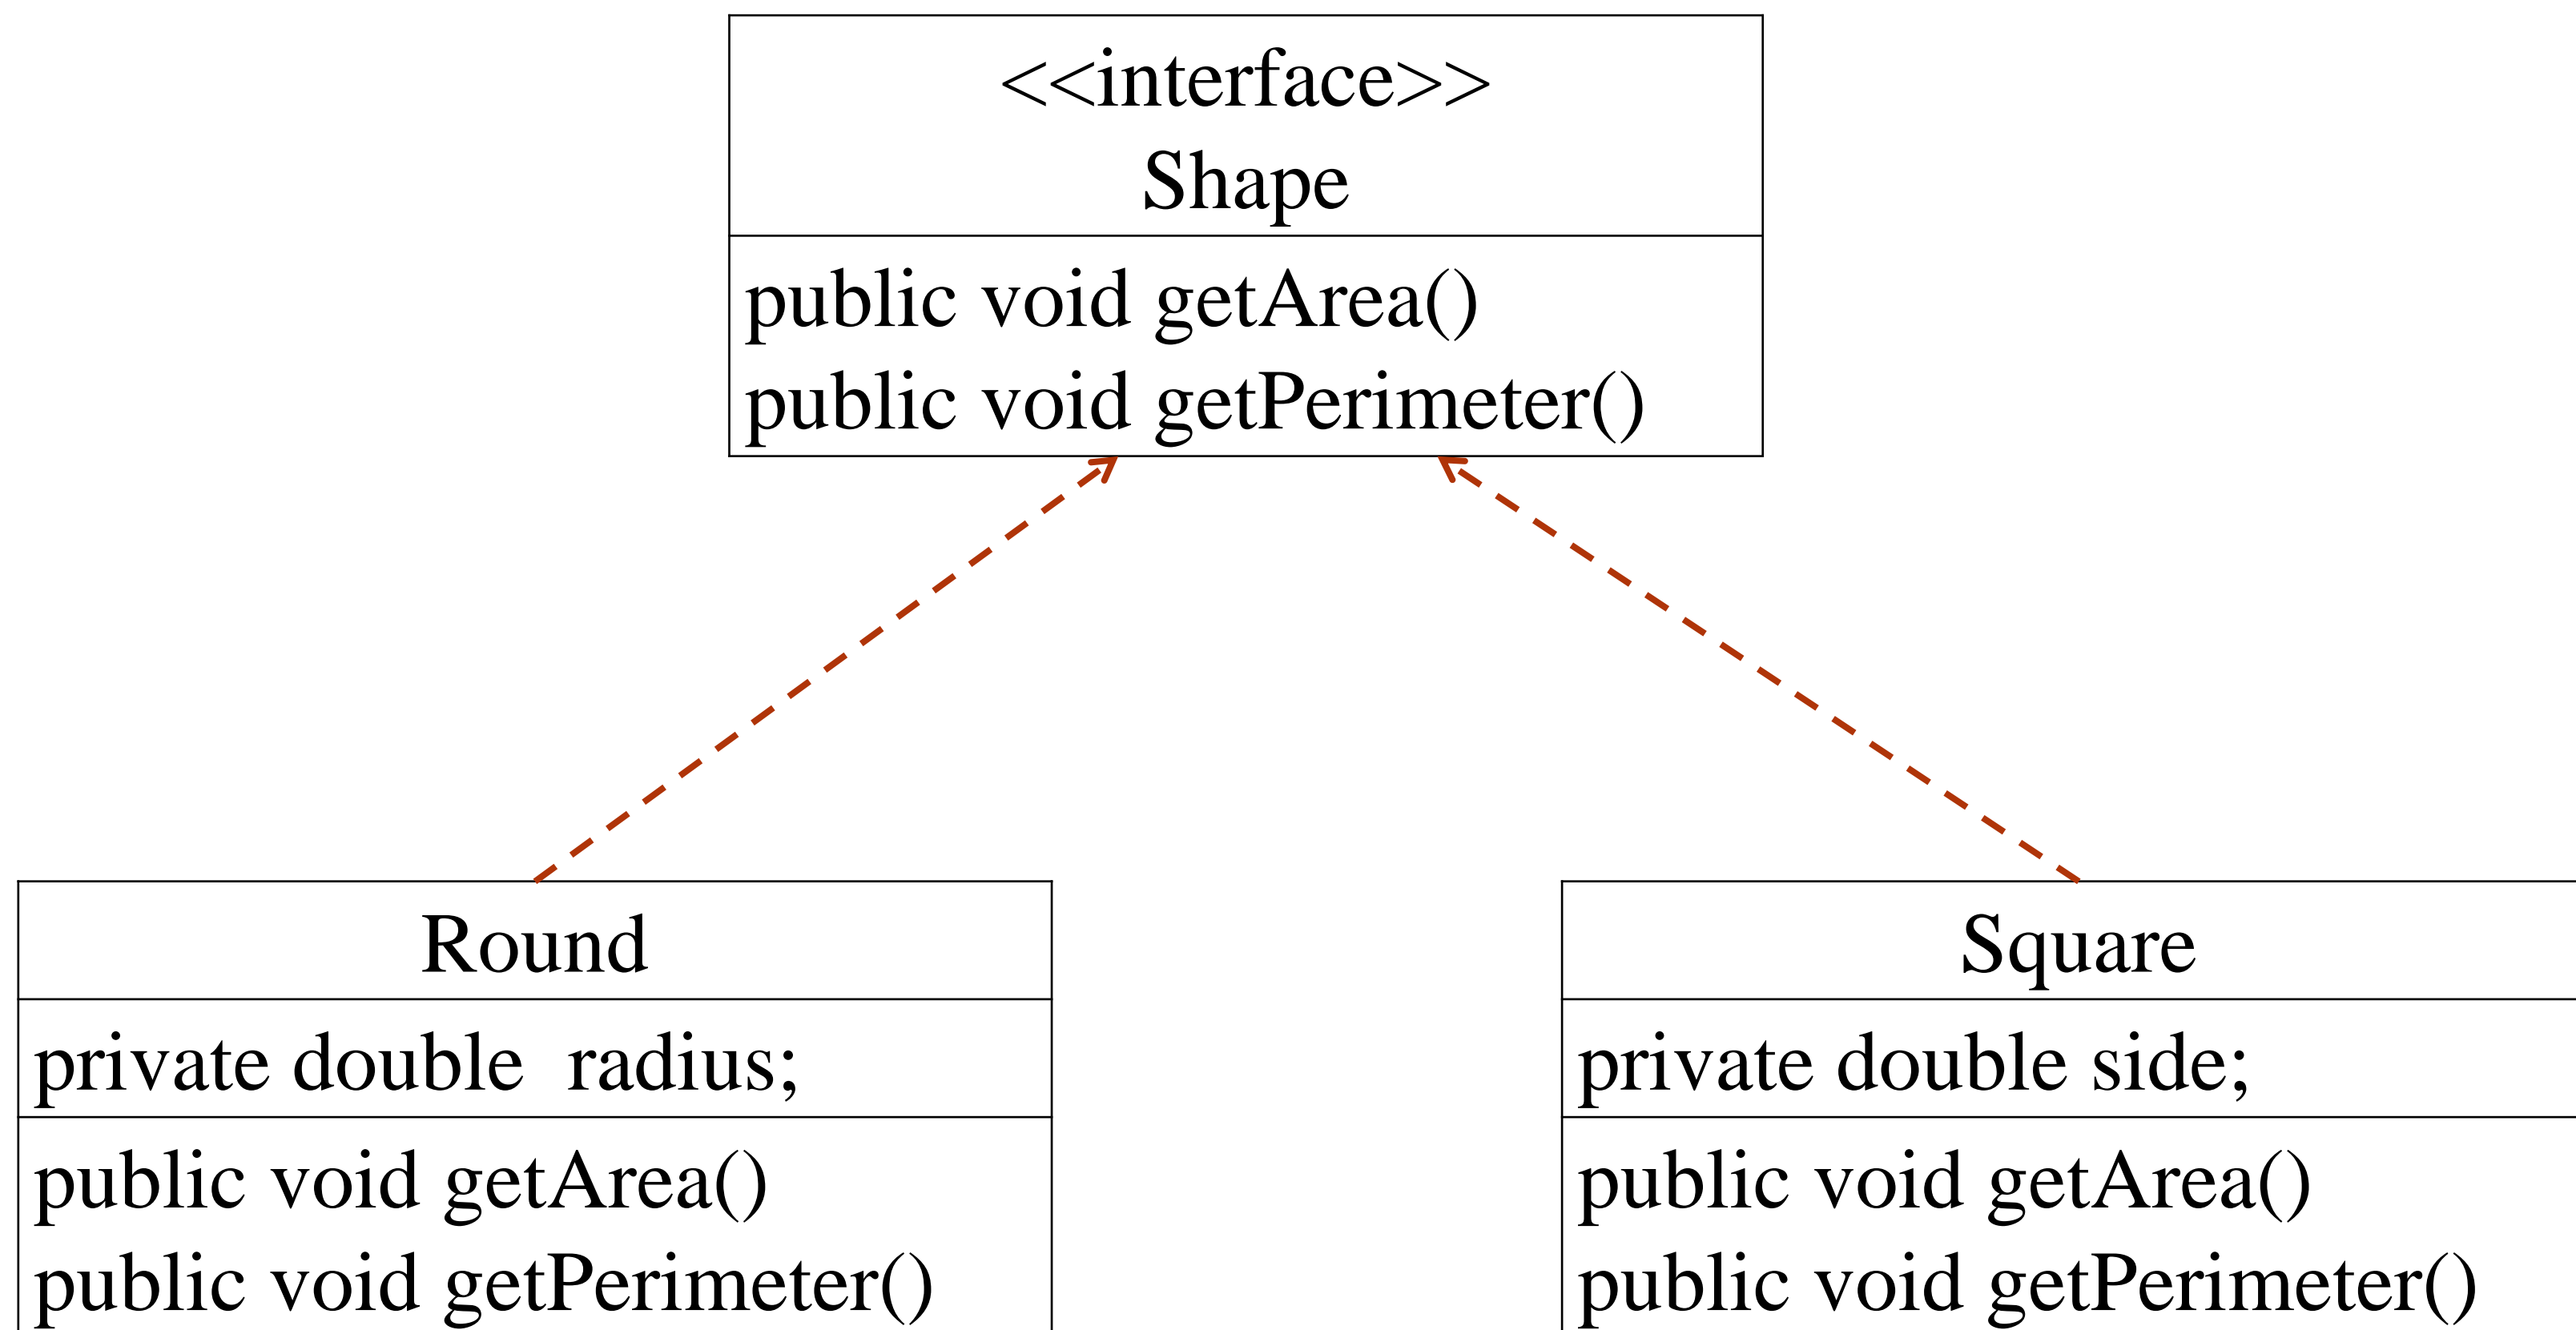 <<interface>>
Shape
public void getArea()
public void getPerimeter()
Round
private double  radius;
public void getArea()
public void getPerimeter()
Square
private double side;
public void getArea()
public void getPerimeter()